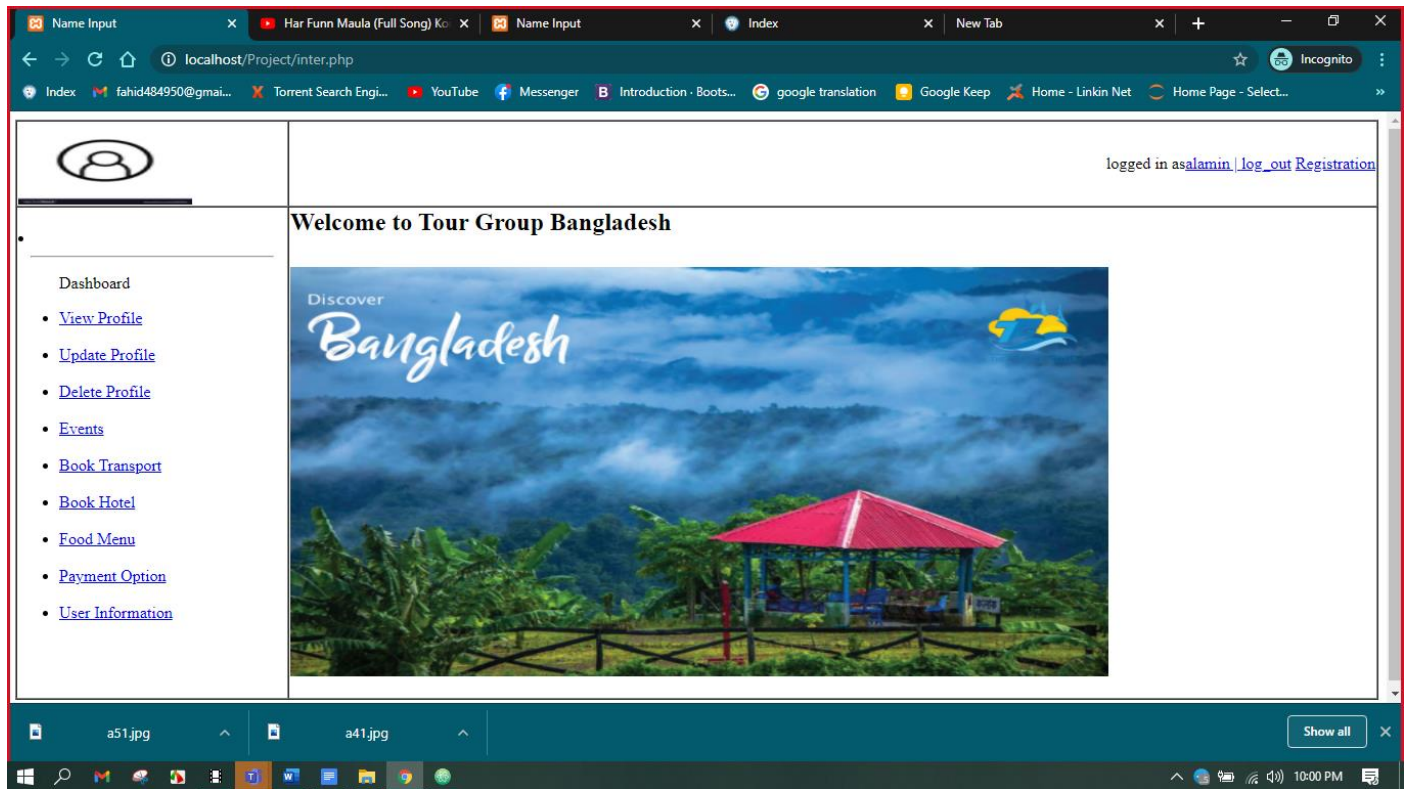 Name Input
Har Funn Maula (Full Song) Ko
Name Input
Index
New Tab
localhost/Project/inter.php
Incognito
Index
fahid484950@gmai...
Torrent Search Engi...
YouTube
Messenger
Introduction · Boots...
google translation
Google Keep
Home - Linkin Net
Home Page - Select...
logged in asalamin | log_out Registration
Welcome to Tour Group Bangladesh
Dashboard
View Profile
Update Profile
Delete Profile
Events
Book Transport
Book Hotel
Food Menu
Payment Option
User Information
Discover
Bangladesh
a51.jpg
a41.jpg
Show all
10:00 PM